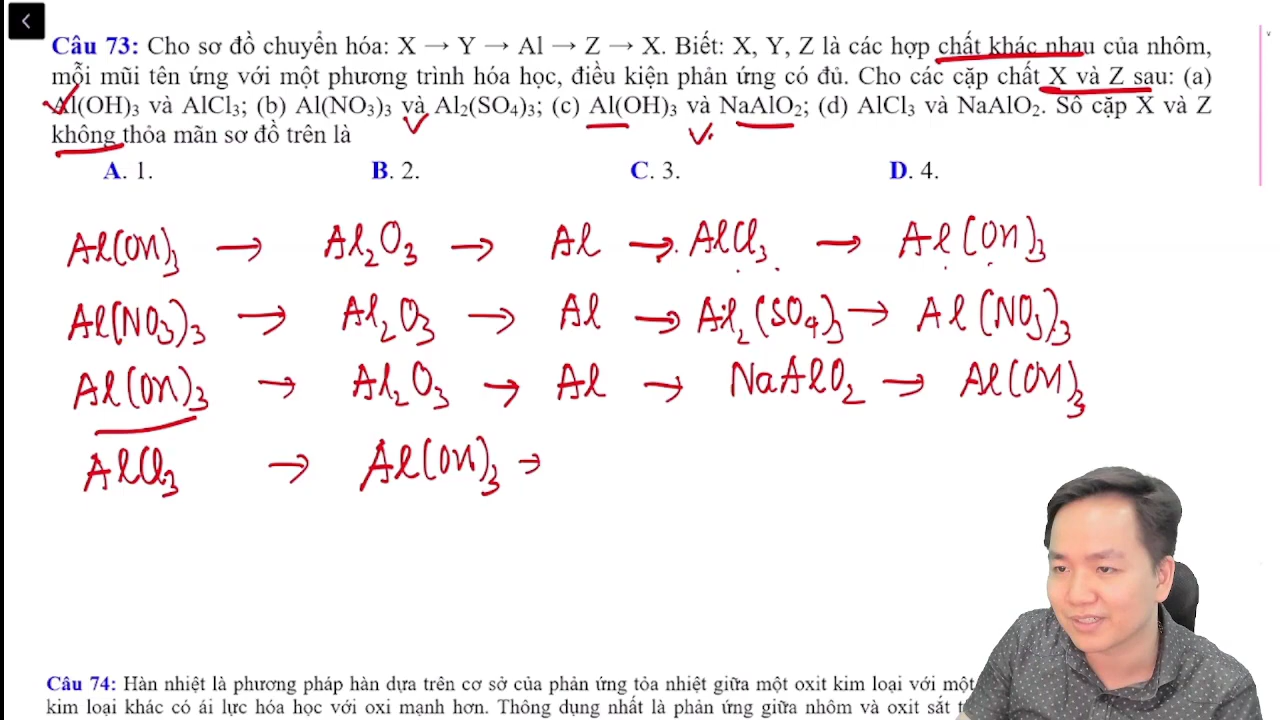 Câu 73: Cho sơ đồ chuyển hóa: X → Y → Al → Z → X. Biết: X, Y, Z là các hợp chất khác nhau của nhôm,
mỗi mũi tên ứng với một phương trình hóa học, điều kiện phản ứng có đủ. Cho các cặp chất X và Z sau: (a)
Al(OH)₃ và AlCl₃; (b) Al(NO₃)₃ và Al₂(SO₄)₃; (c) Al(OH)₃ và NaAlO₂; (d) AlCl₃ và NaAlO₂. Số cặp X và Z
không thỏa mãn sơ đồ trên là
A. 1. B. 2. C. 3. D. 4.
Al(OH)₃ → Al₂O₃ → Al → AlCl₃ → Al(OH)₃
Al(NO₃)₃ → Al₂O₃ → Al → Al₂(SO₄)₃ → Al(NO₃)₃
Al(OH)₃ → Al₂O₃ → Al → NaAlO₂ → Al(OH)₃
AlCl₃ → Al(OH)₃ →
Câu 74: Hàn nhiệt là phương pháp hàn dựa trên cơ sở của phản ứng tỏa nhiệt giữa một oxit kim loại với một
kim loại khác có ái lực hóa học với oxi mạnh hơn. Thông dụng nhất là phản ứng giữa nhôm và oxit sắt